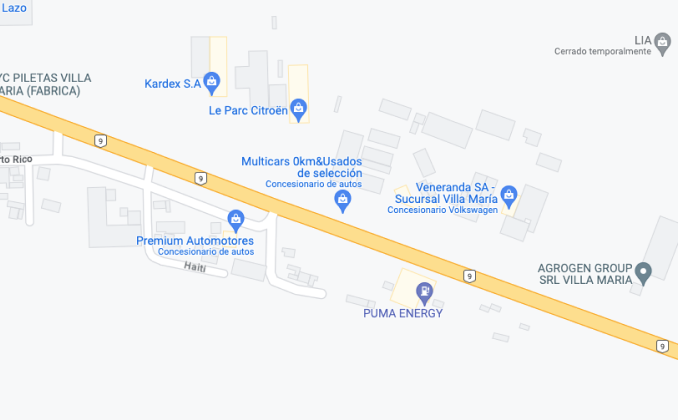 Lazo
LIA
Cerrado temporalmente
YC PILETAS VILLA
ARIA (FABRICA)
Kardex S.A
Le Parc Citroën
9
rto Rico
9
Multicars 0km&Usados
de selección
Concesionario de autos
Veneranda SA -
Sucursal Villa María
Concesionario Volkswagen
Premium Automotores
Concesionario de autos
Haití
AGROGEN GROUP
SRL VILLA MARIA
9
PUMA ENERGY
9